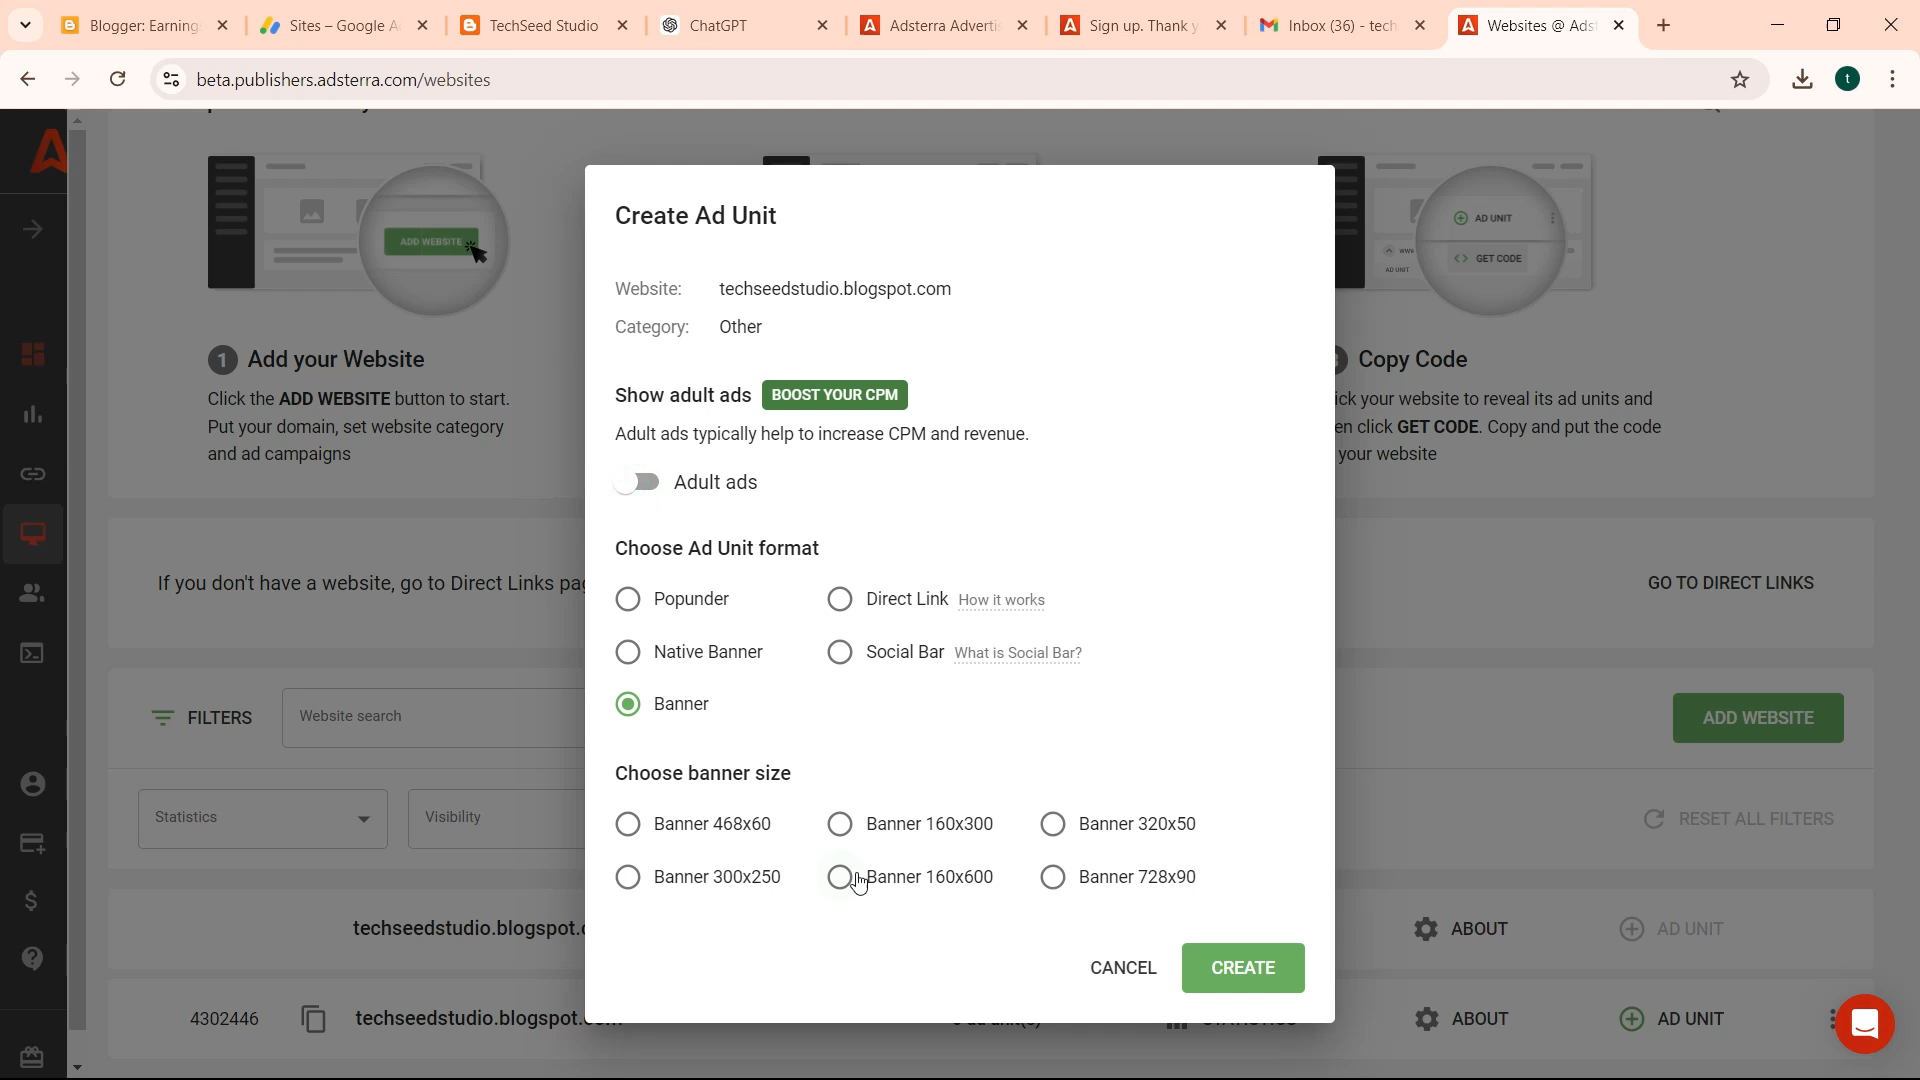 Blogger: Earning
Sites – Google A
TechSeed Studio
ChatGPT
Adsterra Adverti
Sign up. Thank y
Inbox (36) - tech
Websites @ Ads
beta.publishers.adsterra.com/websites
t
ADD WEBSITE
AD UNIT
WWW
GET CODE
AD UNIT
1 Add your Website
Click the ADD WEBSITE button to start.
Put your domain, set website category
and ad campaigns
Copy Code
ick your website to reveal its ad units and
en click GET CODE. Copy and put the code
your website
If you don't have a website, go to Direct Links pag
GO TO DIRECT LINKS
FILTERS
Website search
ADD WEBSITE
Statistics
Visibility
RESET ALL FILTERS
techseedstudio.blogspot.c
ABOUT
AD UNIT
4302446
techseedstudio.blogspot.
ABOUT
AD UNIT
Create Ad Unit
Website: techseedstudio.blogspot.com
Category: Other
Show adult ads BOOST YOUR CPM
Adult ads typically help to increase CPM and revenue.
Adult ads
Choose Ad Unit format
Popunder
Direct Link How it works
Native Banner
Social Bar What is Social Bar?
Banner
Choose banner size
Banner 468x60
Banner 160x300
Banner 320x50
Banner 300x250
Banner 160x600
Banner 728x90
CANCEL
CREATE